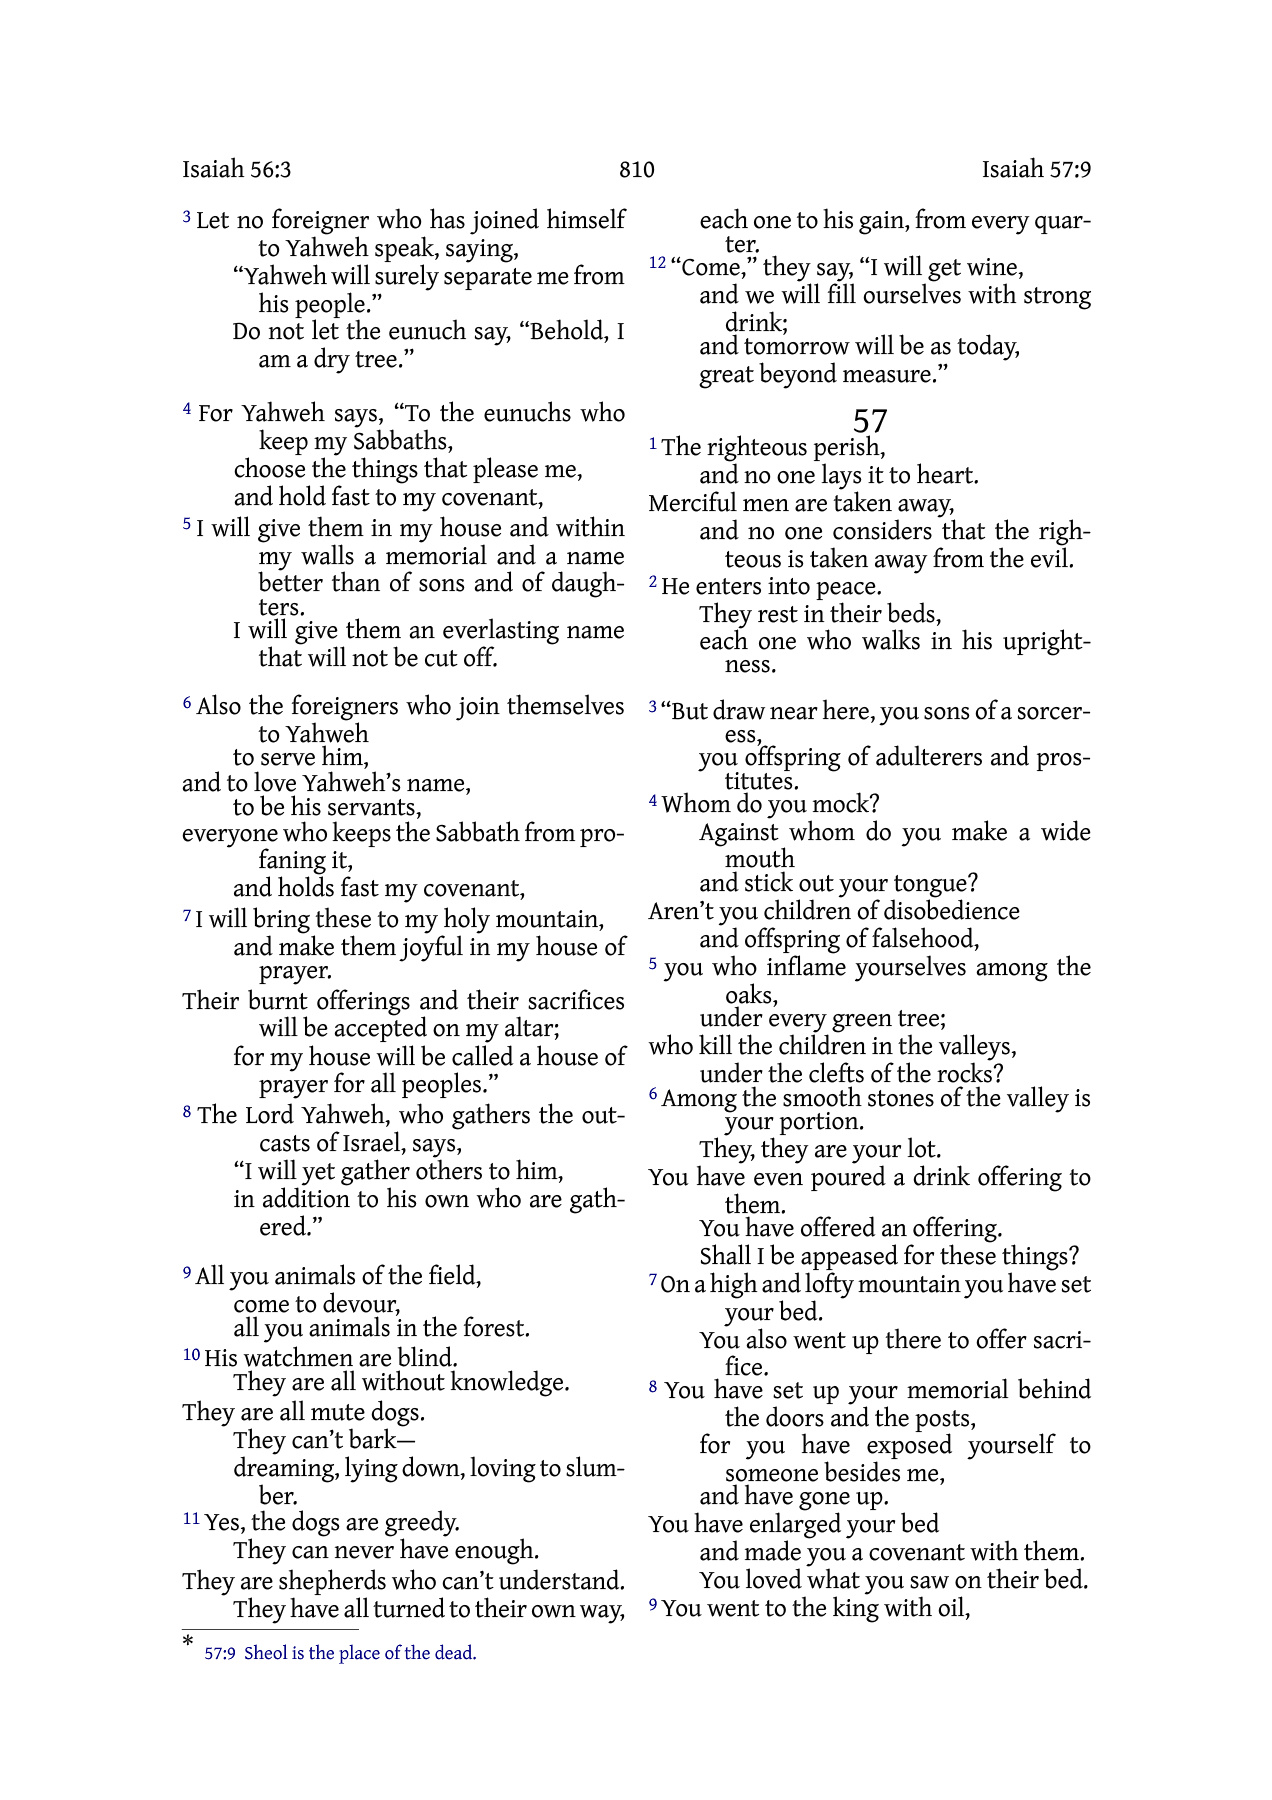 Isaiah 56:3 810 Isaiah 57:9
3 Let no foreigner who has joined himself
to Yahweh speak, saying,
“Yahweh will surely separate me from
his people.”
Do not let the eunuch say, “Behold, I
am a dry tree.”
4 For Yahweh says, “To the eunuchs who
keep my Sabbaths,
choose the things that please me,
and hold fast to my covenant,
5 I will give them in my house and within
my walls a memorial and a name
better than of sons and of daugh-
ters.
I will give them an everlasting name
that will not be cut off.
6 Also the foreigners who join themselves
to Yahweh
to serve him,
and to love Yahweh’s name,
to be his servants,
everyone who keeps the Sabbath from pro-
faning it,
and holds fast my covenant,
7 I will bring these to my holy mountain,
and make them joyful in my house of
prayer.
Their burnt offerings and their sacrifices
will be accepted on my altar;
for my house will be called a house of
prayer for all peoples.”
8 The Lord Yahweh, who gathers the out-
casts of Israel, says,
“I will yet gather others to him,
in addition to his own who are gath-
ered.”
9 All you animals of the field,
come to devour,
all you animals in the forest.
10 His watchmen are blind.
They are all without knowledge.
They are all mute dogs.
They can’t bark—
dreaming, lying down, loving to slum-
ber.
11 Yes, the dogs are greedy.
They can never have enough.
They are shepherds who can’t understand.
They have all turned to their own way,
each one to his gain, from every quar-
ter.
12 “Come,” they say, “I will get wine,
and we will fill ourselves with strong
drink;
and tomorrow will be as today,
great beyond measure.”
57
1 The righteous perish,
and no one lays it to heart.
Merciful men are taken away,
and no one considers that the righ-
teous is taken away from the evil.
2 He enters into peace.
They rest in their beds,
each one who walks in his upright-
ness.
3 “But draw near here, you sons of a sorcer-
ess,
you offspring of adulterers and pros-
titutes.
4 Whom do you mock?
Against whom do you make a wide
mouth
and stick out your tongue?
Aren’t you children of disobedience
and offspring of falsehood,
5 you who inflame yourselves among the
oaks,
under every green tree;
who kill the children in the valleys,
under the clefts of the rocks?
6 Among the smooth stones of the valley is
your portion.
They, they are your lot.
You have even poured a drink offering to
them.
You have offered an offering.
Shall I be appeased for these things?
7 On a high and lofty mountain you have set
your bed.
You also went up there to offer sacri-
fice.
8 You have set up your memorial behind
the doors and the posts,
for you have exposed yourself to
someone besides me,
and have gone up.
You have enlarged your bed
and made you a covenant with them.
You loved what you saw on their bed.
9 You went to the king with oil,
* 57:9 Sheol is the place of the dead.